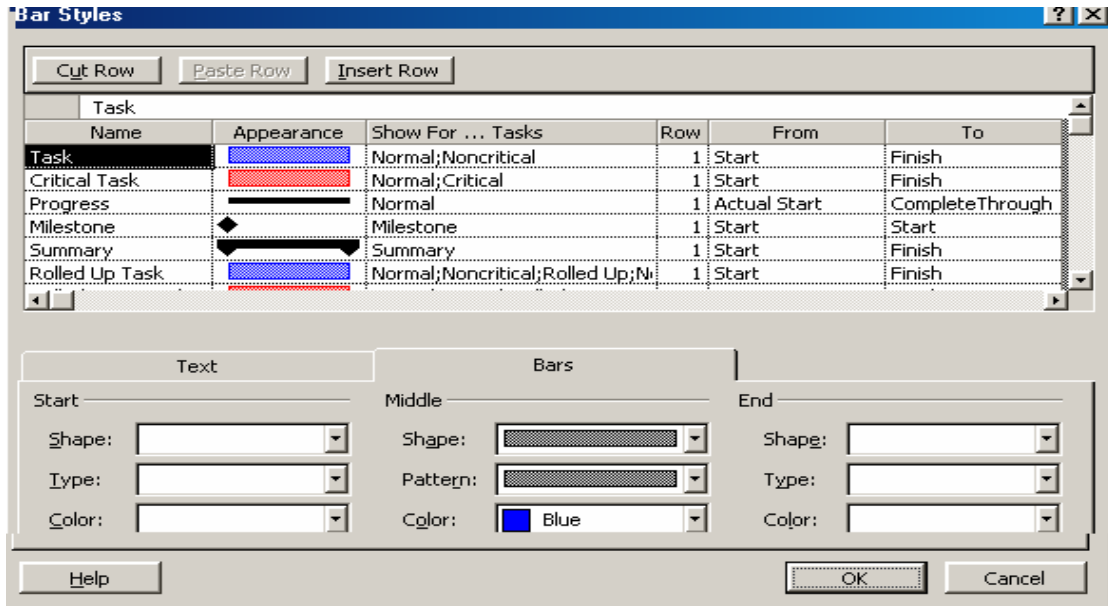 Bar Styles
Cut Row Paste Row Insert Row
Task
Name Appearance Show For ... Tasks Row From To
Task Normal;Noncritical 1 Start Finish
Critical Task Normal;Critical 1 Start Finish
Progress Normal 1 Actual Start CompleteThrough
Milestone Milestone 1 Start Start
Summary Summary 1 Start Finish
Rolled Up Task Normal;Noncritical;Rolled Up; 1 Start Finish
Text Bars
Start Middle End
Shape: Shape: Shape:
Type: Pattern: Type:
Color: Color: Blue Color:
Help OK Cancel